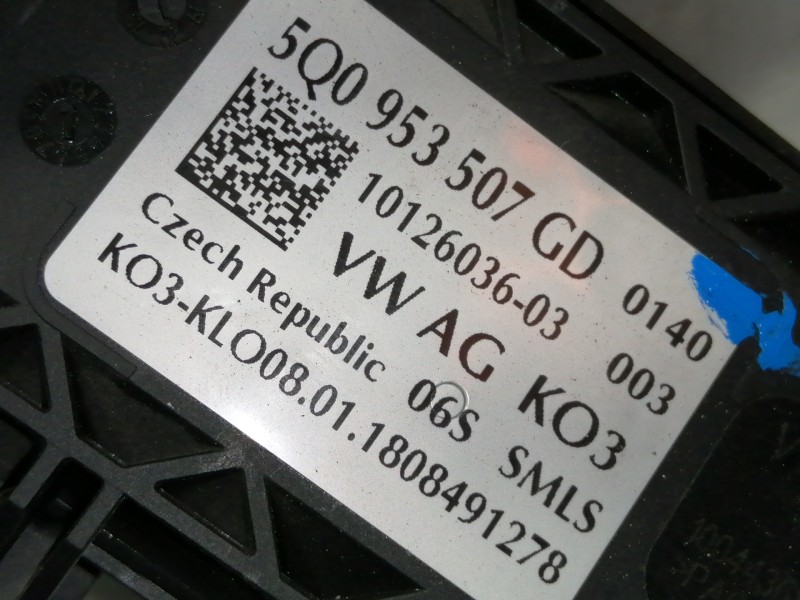 5Q0 953 507 GD 0140
10126036-03 003
VW AG KO3
Czech Republic 06S SMLS
KO3-KLO08.01.1808491278